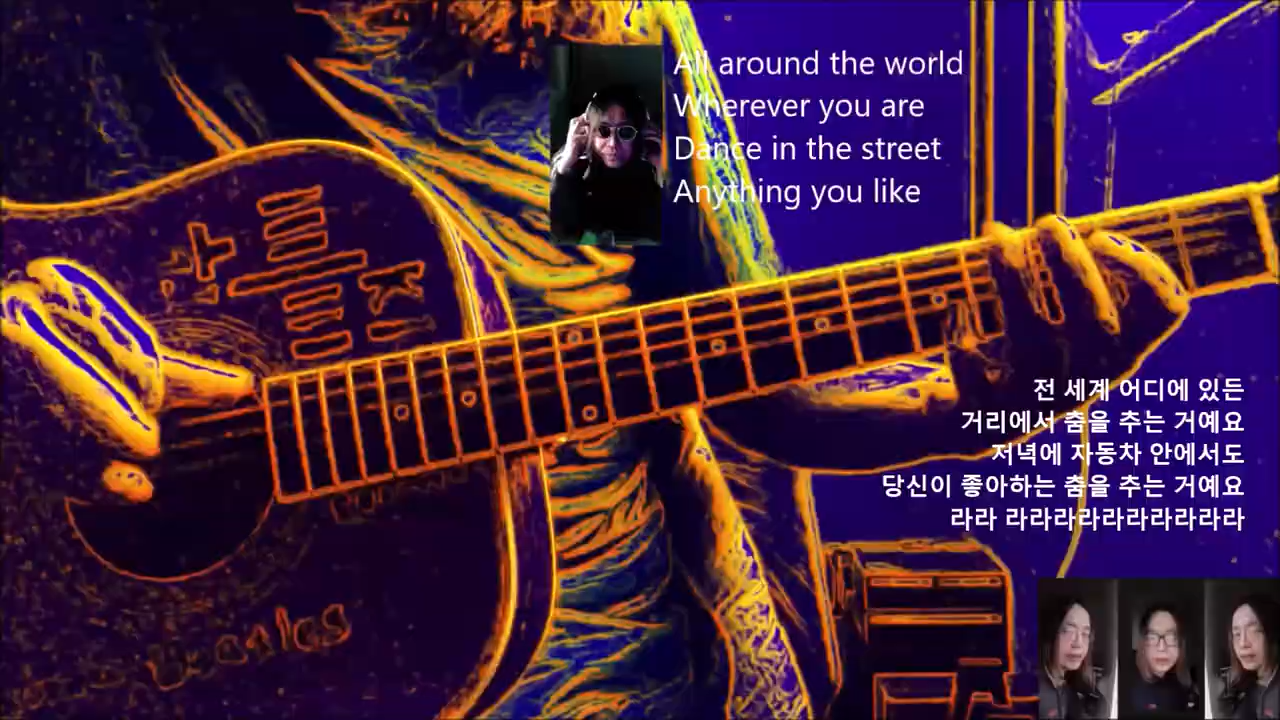 All around the world
Wherever you are
Dance in the street
Anything you like
전 세계 어디에 있든
거리에서 춤을 추는 거예요
저녁에 자동차 안에서도
당신이 좋아하는 춤을 추는 거예요
라라 라라라라라라라라라라
Beatles